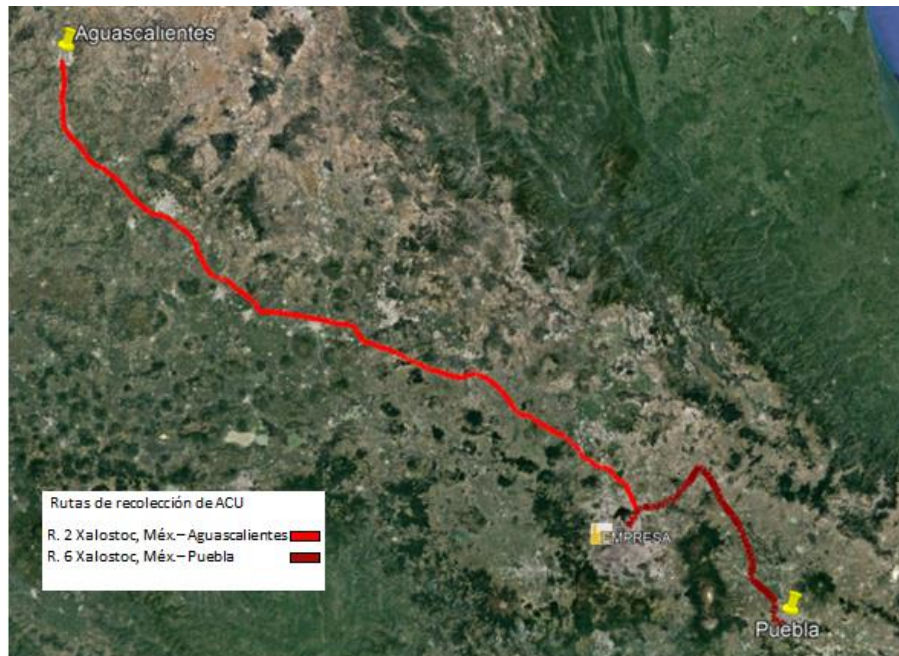 Aguascalientes
Rutas de recolección de ACU
R. 2 Xalostoc, Méx.– Aguascalientes
R. 6 Xalostoc, Méx.– Puebla
EMPRESA
Puebla